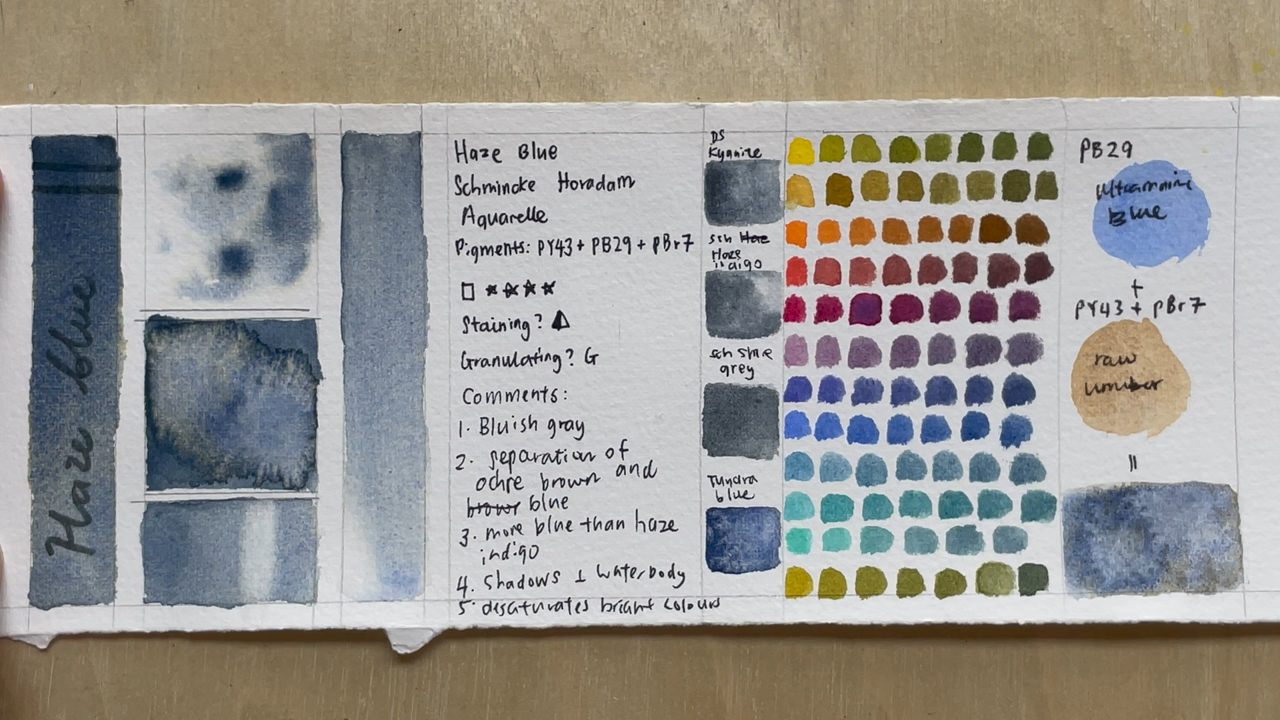 Haze blue
Haze Blue
Schmincke Horadam
Aquarelle
Pigments: PY43 + PB29 + PBr7
Staining?
Granulating? G
Comments:
1. Bluish gray
2. separation of
ochre brown and
brown blue
3. more blue than haze
indigo
4. Shadows & Waterbody
5. desaturates bright colours
DS
Kyanite
sch Haze
Haze
indigo
sch
grey
Tundra
blue
PB29
ultramarine
Blue
+
PY43 + PBr7
raw
umber
=